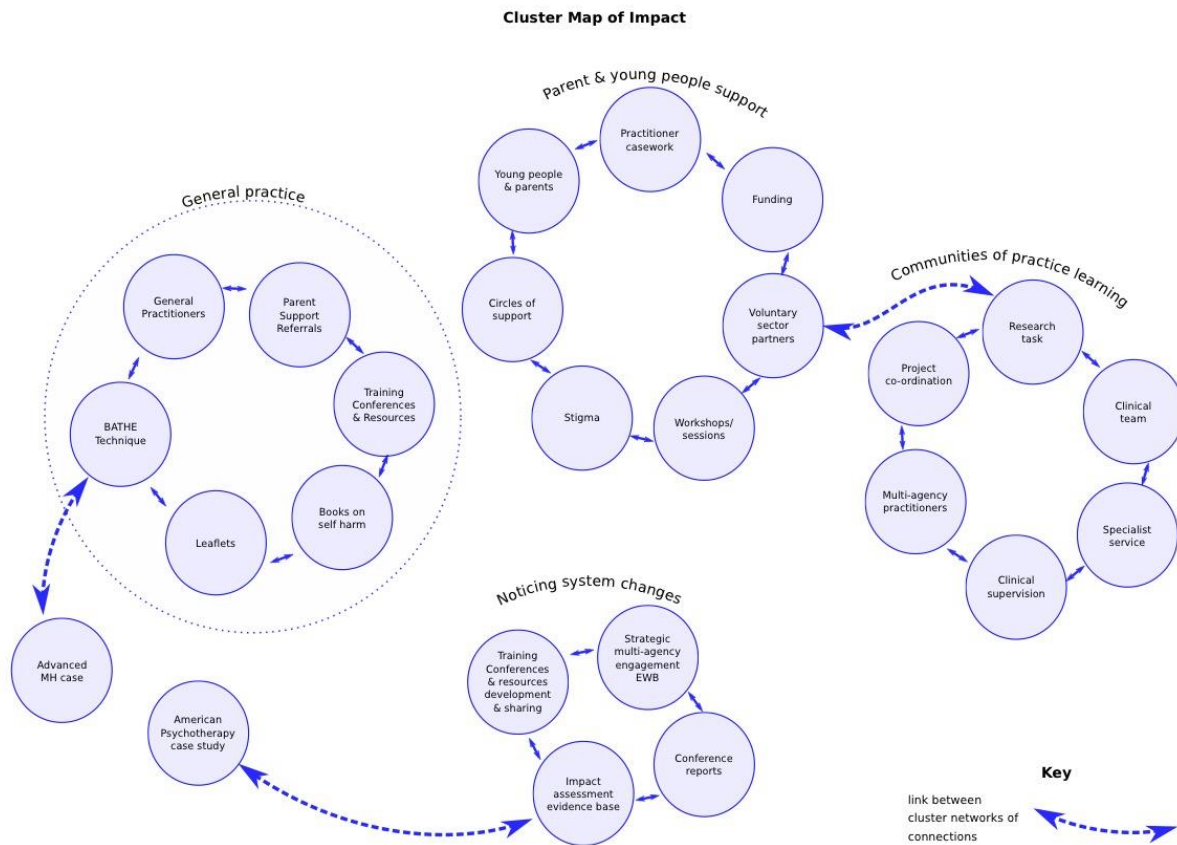 Cluster Map of Impact
Parent & young people support
Practitioner
casework
Young people
& parents
Funding
Circles of
support
Voluntary
sector
partners
Stigma
Workshops/
sessions
General practice
General
Practitioners
Parent
Support
Referrals
Training
Conferences
& Resources
BATHE
Technique
Books on
self harm
Leaflets
Advanced
MH case
American
Psychotherapy
case study
Communities of practice learning
Research
task
Project
co-ordination
Clinical
team
Multi-agency
practitioners
Specialist
service
Clinical
supervision
Noticing system changes
Training
Conferences
& resources
development
& sharing
Strategic
multi-agency
engagement
EWB
Conference
reports
Impact
assessment
evidence base
Key
link between
cluster networks of
connections